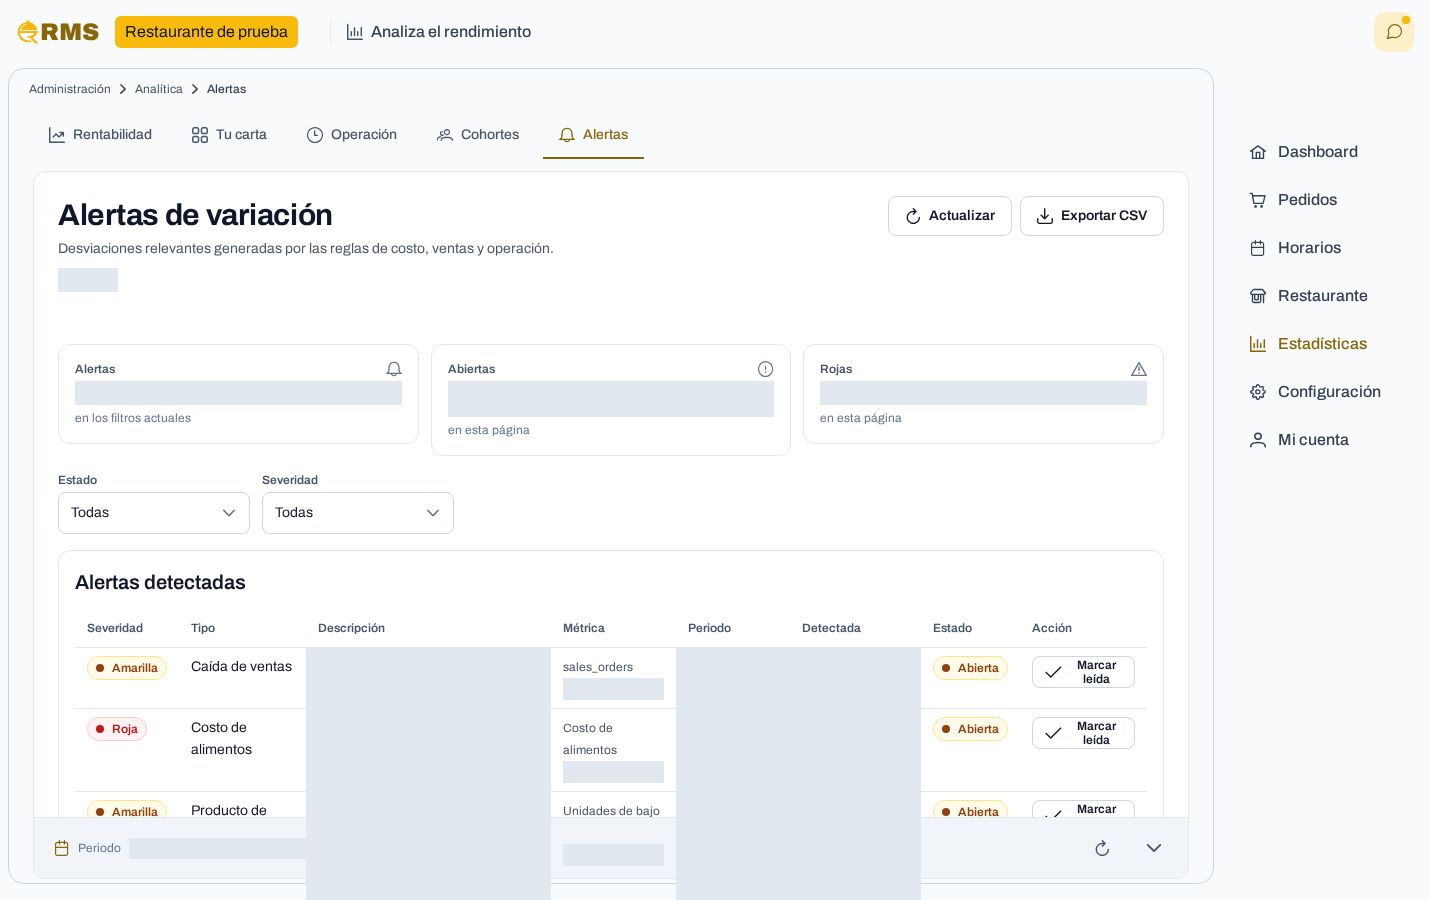 RMS
Restaurante de prueba
Analiza el rendimiento
Administración
Analítica
Alertas
Rentabilidad
Tu carta
Operación
Cohortes
Alertas
Alertas de variación
Desviaciones relevantes generadas por las reglas de costo, ventas y operación.
Actualizar
Exportar CSV
Alertas
en los filtros actuales
Abiertas
en esta página
Rojas
en esta página
Estado
Todas
Severidad
Todas
Alertas detectadas
Severidad
Tipo
Descripción
Métrica
Periodo
Detectada
Estado
Acción
Amarilla
Caída de ventas
sales_orders
Abierta
Marcar
leída
Roja
Costo de
alimentos
Costo de
alimentos
Abierta
Marcar
leída
Amarilla
Producto de
Unidades de bajo
Abierta
Marcar
Periodo
Dashboard
Pedidos
Horarios
Restaurante
Estadísticas
Configuración
Mi cuenta